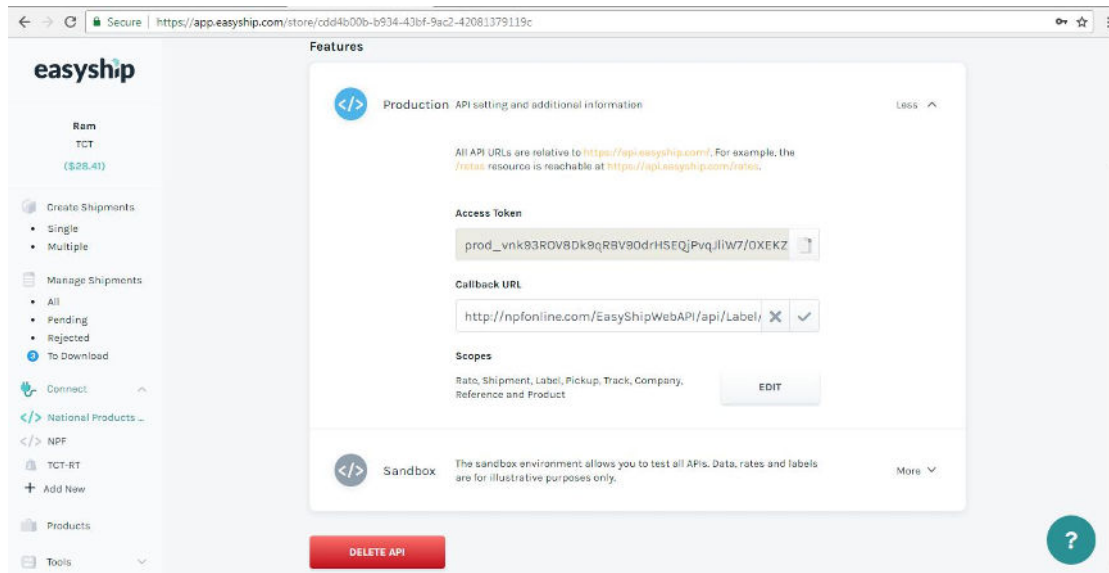 Secure | https://app.easyship.com/store/cdd4b00b-b934-43bf-9ac2-42081379119c
easyship
Ram
TCT
($28.41)
Create Shipments
Single
Multiple
Manage Shipments
All
Pending
Rejected
3 To Download
Connect
</> National Products ...
</> NPF
TCT-RT
+ Add New
Products
Tools
Features
</> Production API setting and additional information Less
All API URLs are relative to https://api.easyship.com/. For example, the
/rates resource is reachable at https://api.easyship.com/rates.
Access Token
prod_vnk93ROV8Dk9qRBV90drHSEQjPvqJliW7/0XEKZ
Callback URL
http://npfonline.com/EasyShipWebAPI/api/Label/
Scopes
Rate, Shipment, Label, Pickup, Track, Company,
Reference and Product
EDIT
</> Sandbox The sandbox environment allows you to test all APIs. Data, rates and labels
are for illustrative purposes only.
More
DELETE API
?